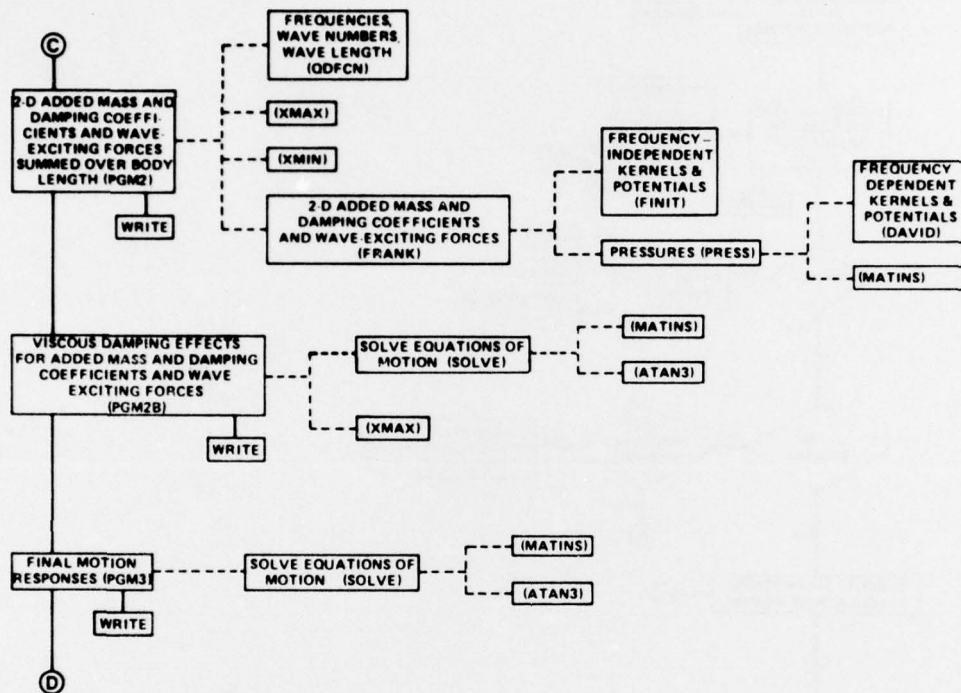 C
2-D ADDED MASS AND
DAMPING COEFFI-
CIENTS AND WAVE-
EXCITING FORCES
SUMMED OVER BODY
LENGTH (PGM2)
WRITE
FREQUENCIES,
WAVE NUMBERS,
WAVE LENGTH
(QDFCN)
(XMAX)
(XMIN)
2-D ADDED MASS AND
DAMPING COEFFICIENTS
AND WAVE-EXCITING FORCES
(FRANK)
FREQUENCY-
INDEPENDENT
KERNELS &
POTENTIALS
(FINIT)
PRESSURES (PRESS)
FREQUENCY
DEPENDENT
KERNELS &
POTENTIALS
(DAVID)
(MATINS)
VISCOUS DAMPING EFFECTS
FOR ADDED MASS AND DAMPING
COEFFICIENTS AND WAVE
EXCITING FORCES
(PGM2B)
WRITE
SOLVE EQUATIONS OF
MOTION (SOLVE)
(MATINS)
(ATAN3)
(XMAX)
FINAL MOTION
RESPONSES (PGM3)
WRITE
SOLVE EQUATIONS OF
MOTION (SOLVE)
(MATINS)
(ATAN3)
D